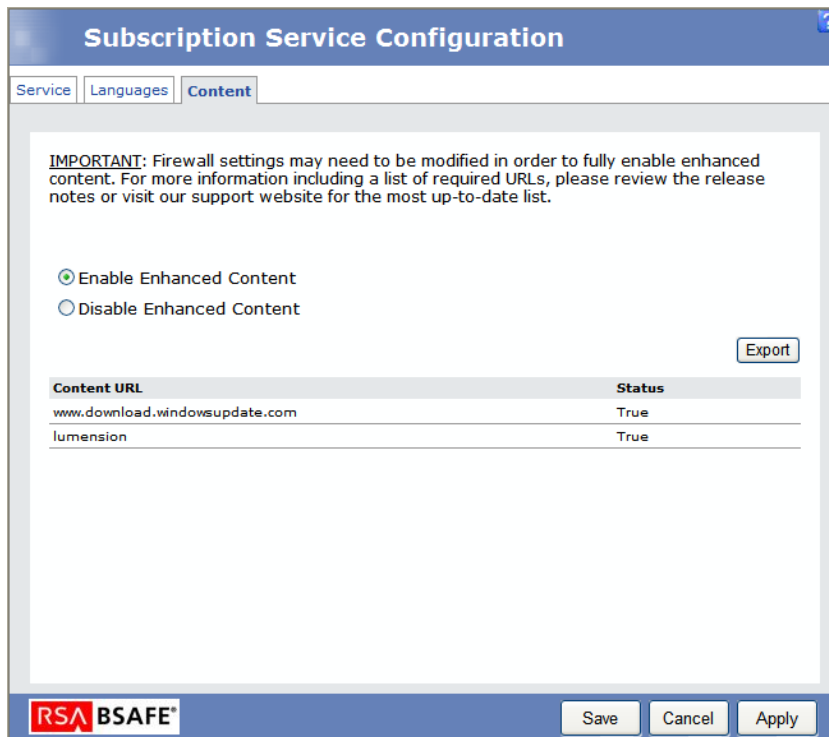 Subscription Service Configuration
?
Service Languages Content
IMPORTANT: Firewall settings may need to be modified in order to fully enable enhanced
content. For more information including a list of required URLs, please review the release
notes or visit our support website for the most up-to-date list.
Enable Enhanced Content
Disable Enhanced Content
Export
Content URL Status
www.download.windowsupdate.com True
lumension True
RSA BSAFE® Save Cancel Apply